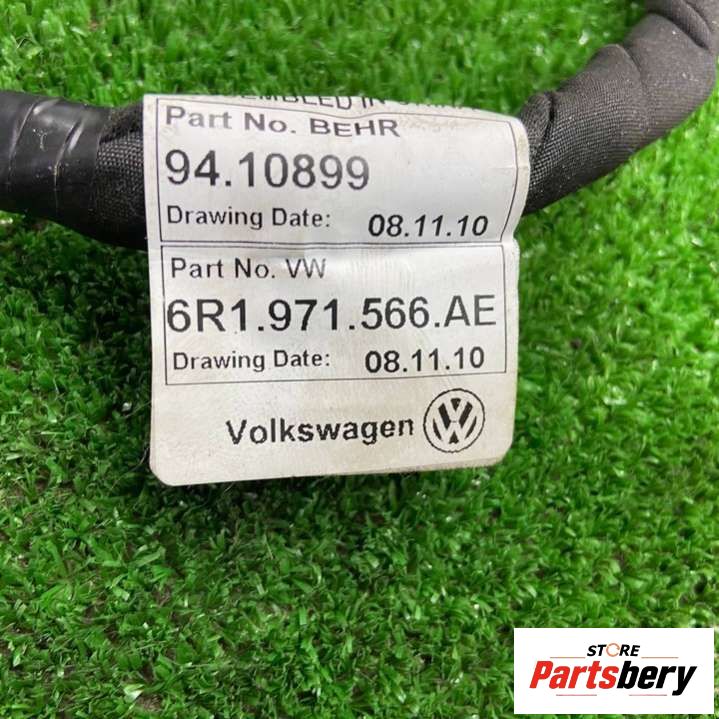 Part No. BEHR
94.10899
Drawing Date: 08.11.10
Part No. VW
6R1.971.566.AE
Drawing Date: 08.11.10
Volkswagen
STORE
Partsbery